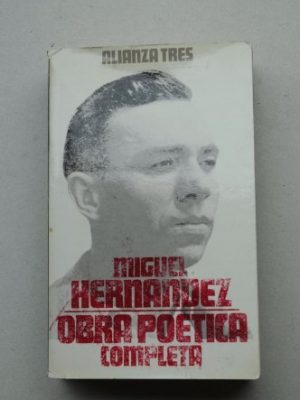 ALIANZA TRES
MIGUEL
HERNANDEZ
OBRA POETICA
COMPLETA